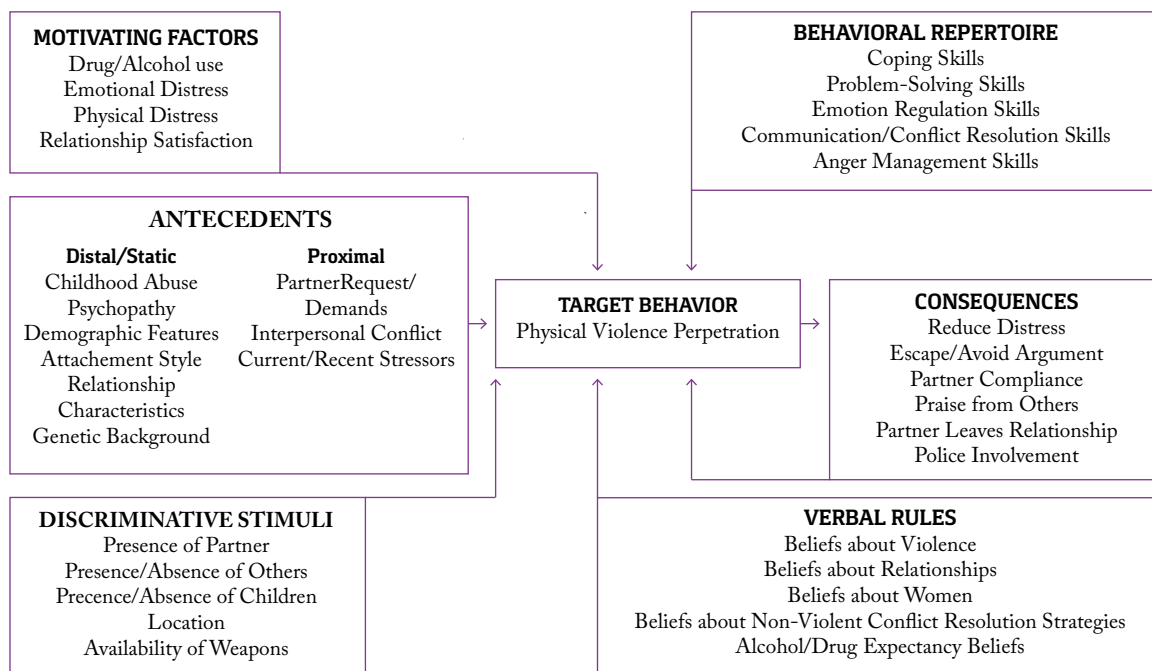 MOTIVATING FACTORS
Drug/Alcohol use
Emotional Distress
Physical Distress
Relationship Satisfaction
BEHAVIORAL REPERTOIRE
Coping Skills
Problem-Solving Skills
Emotion Regulation Skills
Communication/Conflict Resolution Skills
Anger Management Skills
ANTECEDENTS
Distal/Static
Childhood Abuse
Psychopathy
Demographic Features
Attachement Style
Relationship
Characteristics
Genetic Background
Proximal
PartnerRequest/
Demands
Interpersonal Conflict
Current/Recent Stressors
TARGET BEHAVIOR
Physical Violence Perpetration
CONSEQUENCES
Reduce Distress
Escape/Avoid Argument
Partner Compliance
Praise from Others
Partner Leaves Relationship
Police Involvement
DISCRIMINATIVE STIMULI
Presence of Partner
Presence/Absence of Others
Precence/Absence of Children
Location
Availability of Weapons
VERBAL RULES
Beliefs about Violence
Beliefs about Relationships
Beliefs about Women
Beliefs about Non-Violent Conflict Resolution Strategies
Alcohol/Drug Expectancy Beliefs